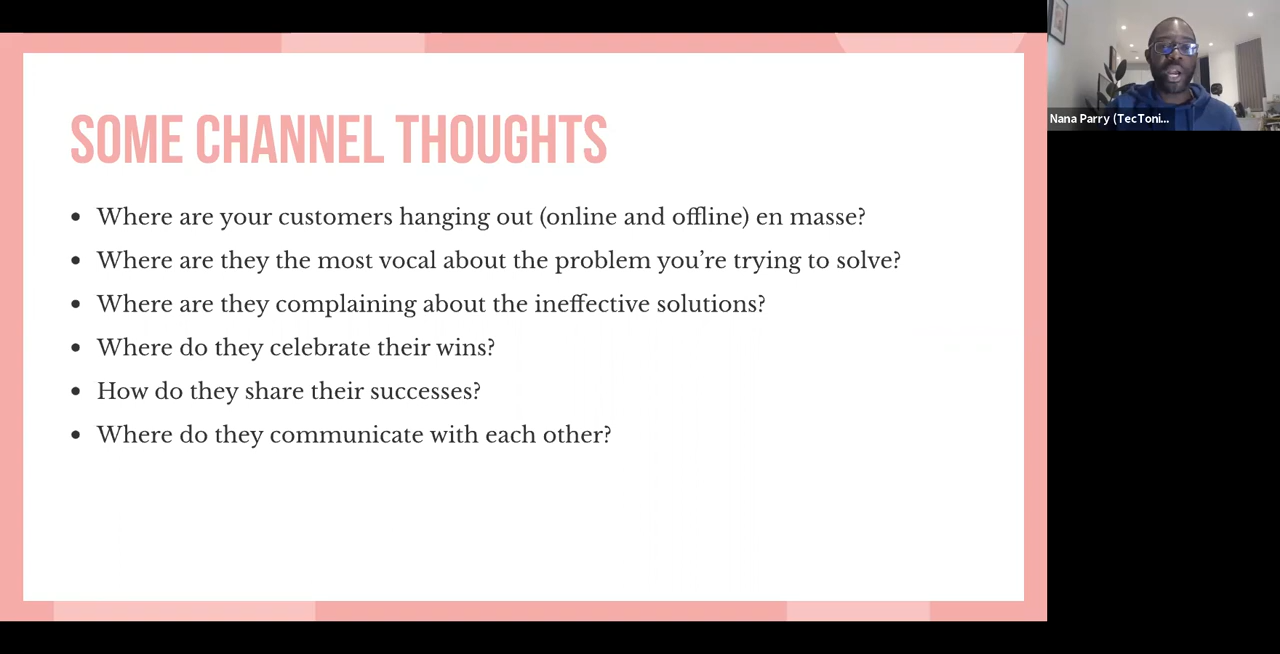 SOME CHANNEL THOUGHTS
• Where are your customers hanging out (online and offline) en masse?
• Where are they the most vocal about the problem you’re trying to solve?
• Where are they complaining about the ineffective solutions?
• Where do they celebrate their wins?
• How do they share their successes?
• Where do they communicate with each other?
Nana Parry (TecToni...